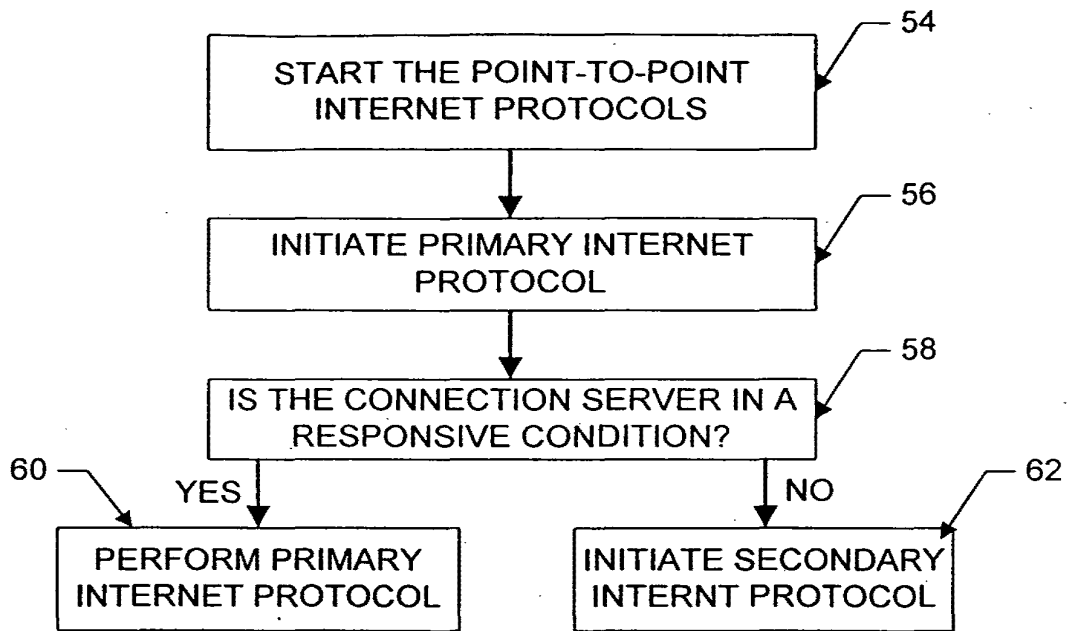 54
START THE POINT-TO-POINT
INTERNET PROTOCOLS
56
INITIATE PRIMARY INTERNET
PROTOCOL
58
IS THE CONNECTION SERVER IN A
RESPONSIVE CONDITION?
60
YES
NO
62
PERFORM PRIMARY
INTERNET PROTOCOL
INITIATE SECONDARY
INTERNT PROTOCOL